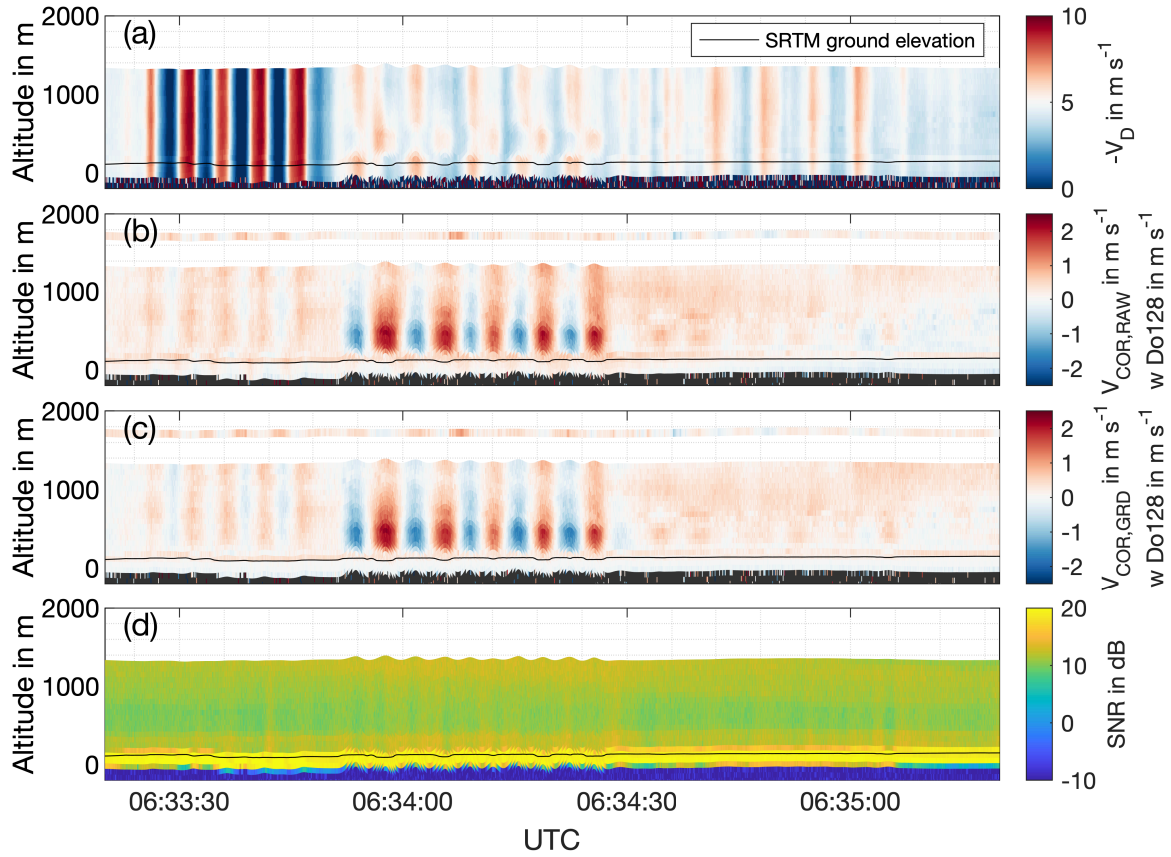 (a)
SRTM ground elevation
Altitude in m
2000
1000
0
10
5
0
-V_D in m s^-1
(b)
Altitude in m
2000
1000
0
2
1
0
-1
-2
V_COR,RAW in m s^-1
w Do128 in m s^-1
(c)
Altitude in m
2000
1000
0
2
1
0
-1
-2
V_COR,GRD in m s^-1
w Do128 in m s^-1
(d)
Altitude in m
2000
1000
0
20
10
0
-10
SNR in dB
06:33:30
06:34:00
06:34:30
06:35:00
UTC